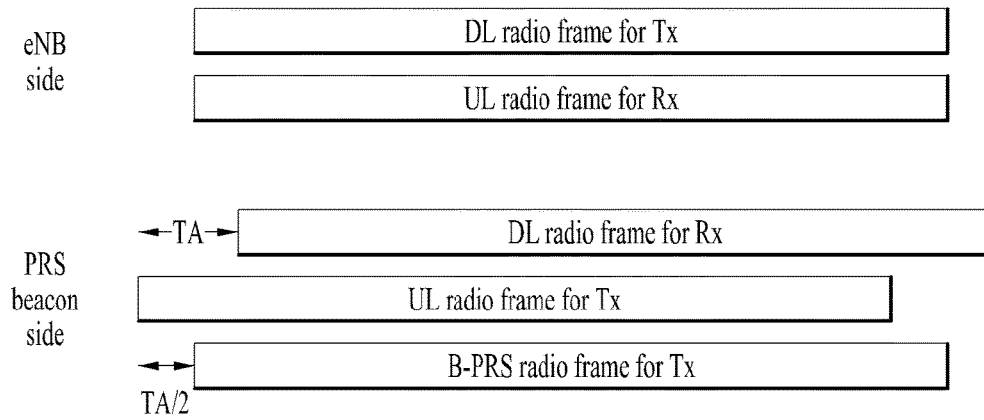 eNB
side
DL radio frame for Tx
UL radio frame for Rx
PRS
beacon
side
TA
DL radio frame for Rx
UL radio frame for Tx
B-PRS radio frame for Tx
TA/2